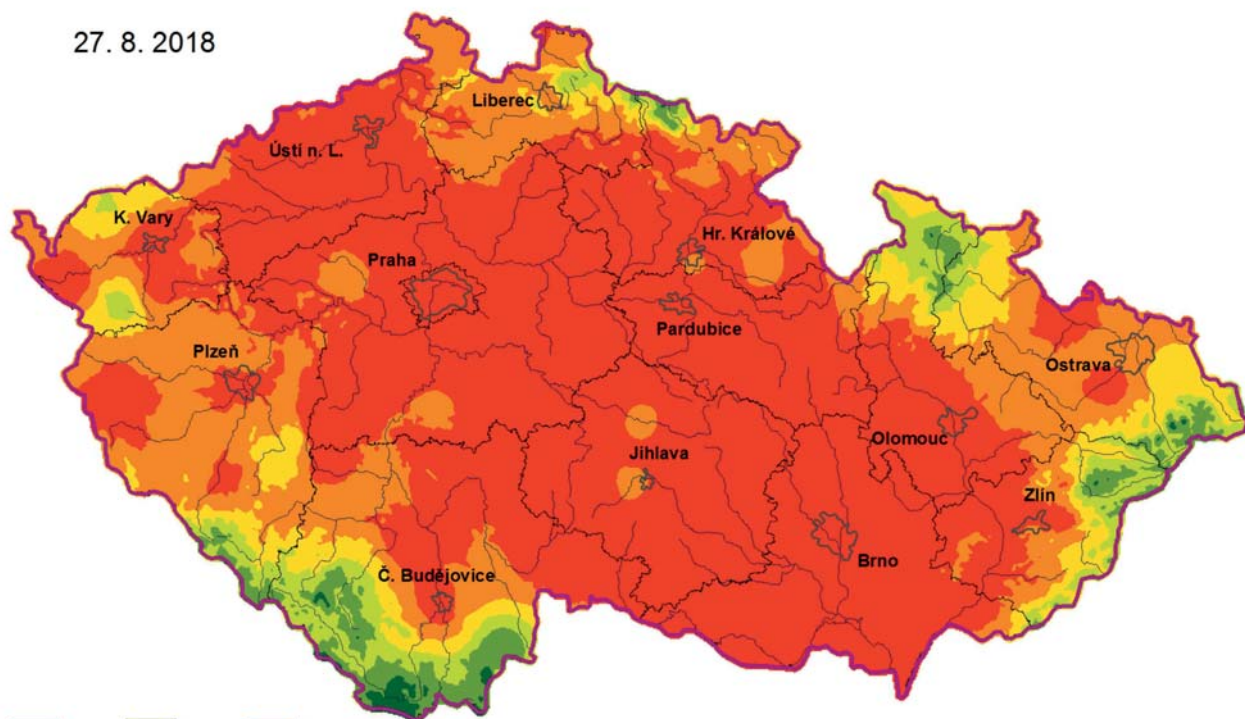 27. 8. 2018
Liberec
Ústí n. L.
K. Vary
Hr. Králové
Praha
Pardubice
Plzeň
Ostrava
Olomouc
Jihlava
Zlín
Brno
Č. Budějovice